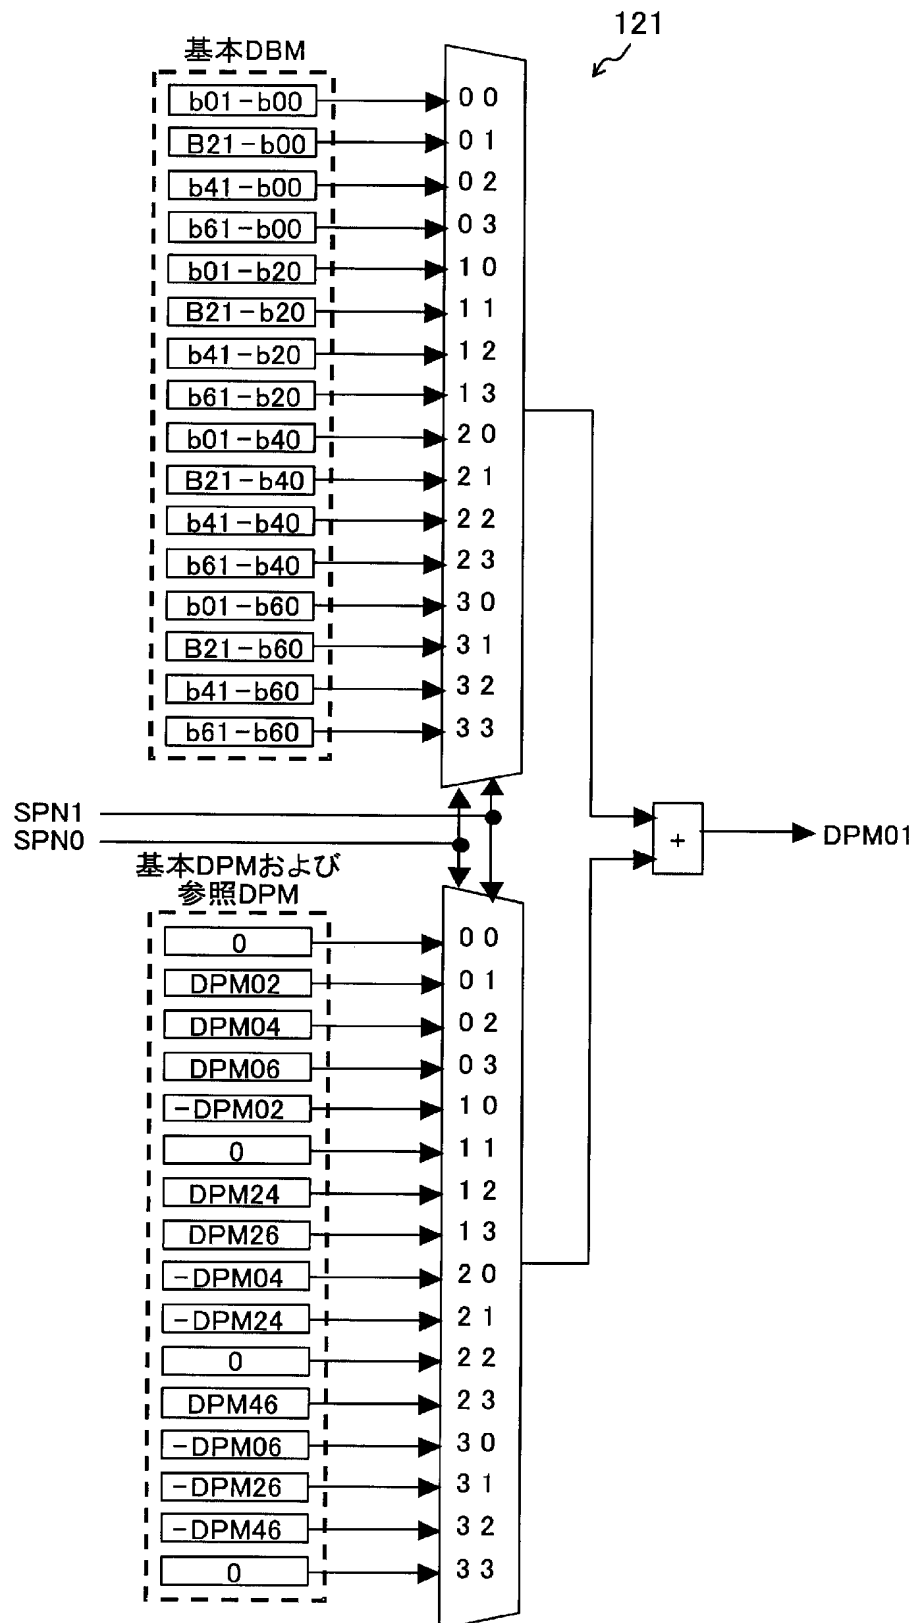 121
基本DBM
b01-b00 00
B21-b00 01
b41-b00 02
b61-b00 03
b01-b20 10
B21-b20 11
b41-b20 12
b61-b20 13
b01-b40 20
B21-b40 21
b41-b40 22
b61-b40 23
b01-b60 30
B21-b60 31
b41-b60 32
b61-b60 33
SPN1
SPN0
+
DPM01
基本DPMおよび
参照DPM
0 00
DPM02 01
DPM04 02
DPM06 03
-DPM02 10
0 11
DPM24 12
DPM26 13
-DPM04 20
-DPM24 21
0 22
DPM46 23
-DPM06 30
-DPM26 31
-DPM46 32
0 33